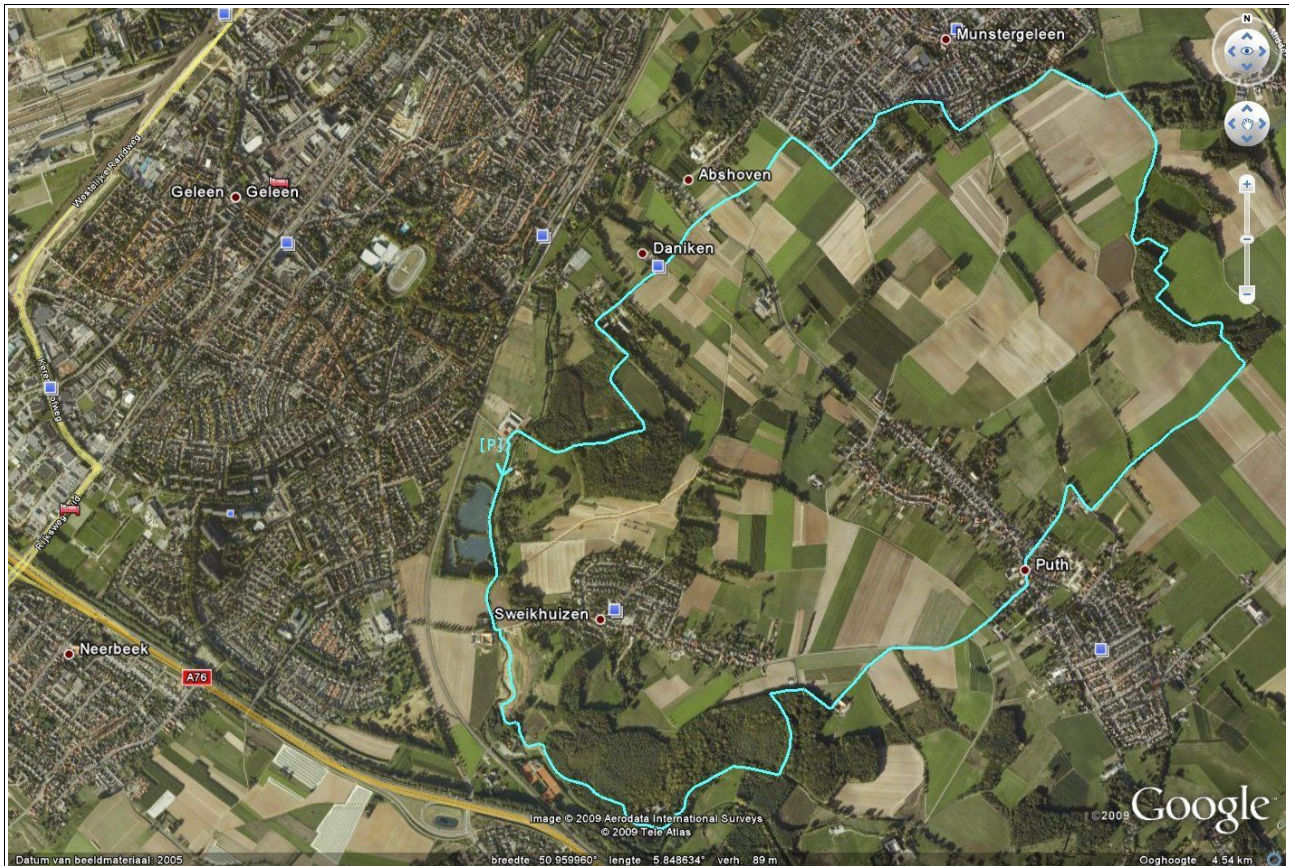 Munstergeleen
N
Westelijke Randweg
Abshoven
Geleen Geleen
Daniken
[P]
Puth
Sweikhuizen
Neerbeek
A76
Image © 2009 Aerodata International Surveys
© 2009 Tele Atlas
©2009 Google
Datum van beeldmateriaal: 2005 breedte 50.959960° lengte 5.848634° verh. 89 m Ooghoogte 4.54 km